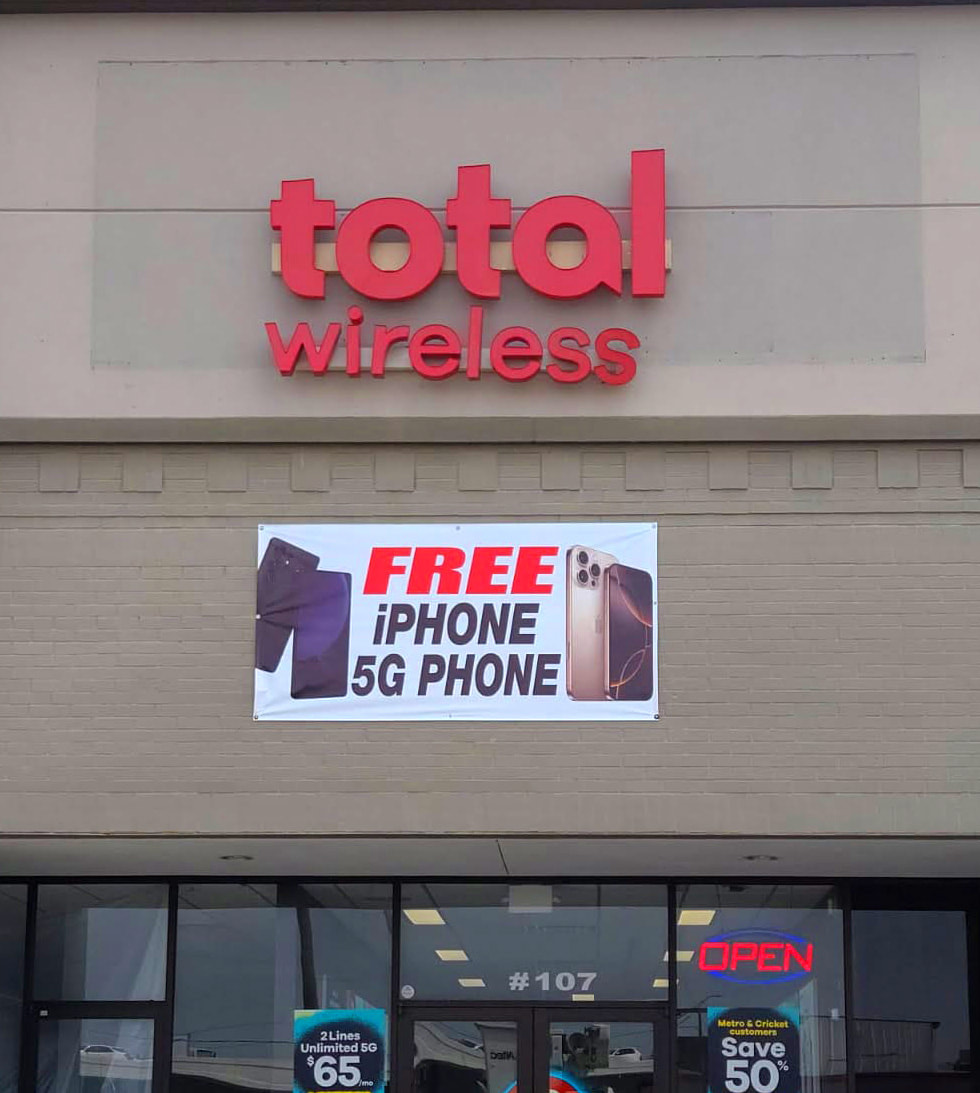 total
wireless
FREE
iPHONE
5G PHONE
#107
OPEN
2 Lines
Unlimited 5G
$65/mo
Metro & Cricket
customers
Save
50%